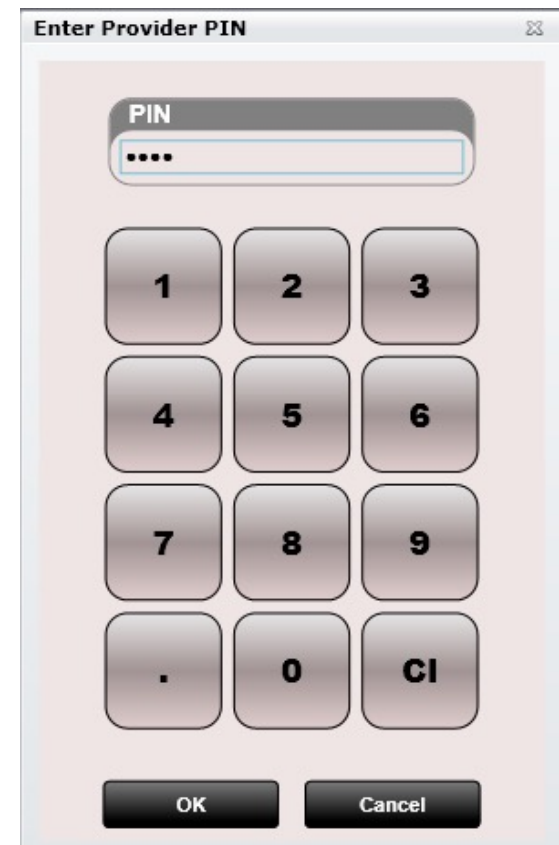 Enter Provider PIN
PIN
••••
1 2 3
4 5 6
7 8 9
. 0 Cl
OK Cancel